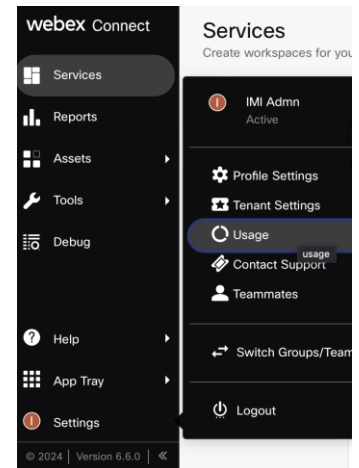 webex Connect
Services
Reports
Assets
Tools
Debug
Help
App Tray
Settings
© 2024 | Version 6.6.0
Services
Create workspaces for you
I
IMI Admn
Active
Profile Settings
Tenant Settings
Usage
usage
Contact Support
Teammates
Switch Groups/Team
Logout
I